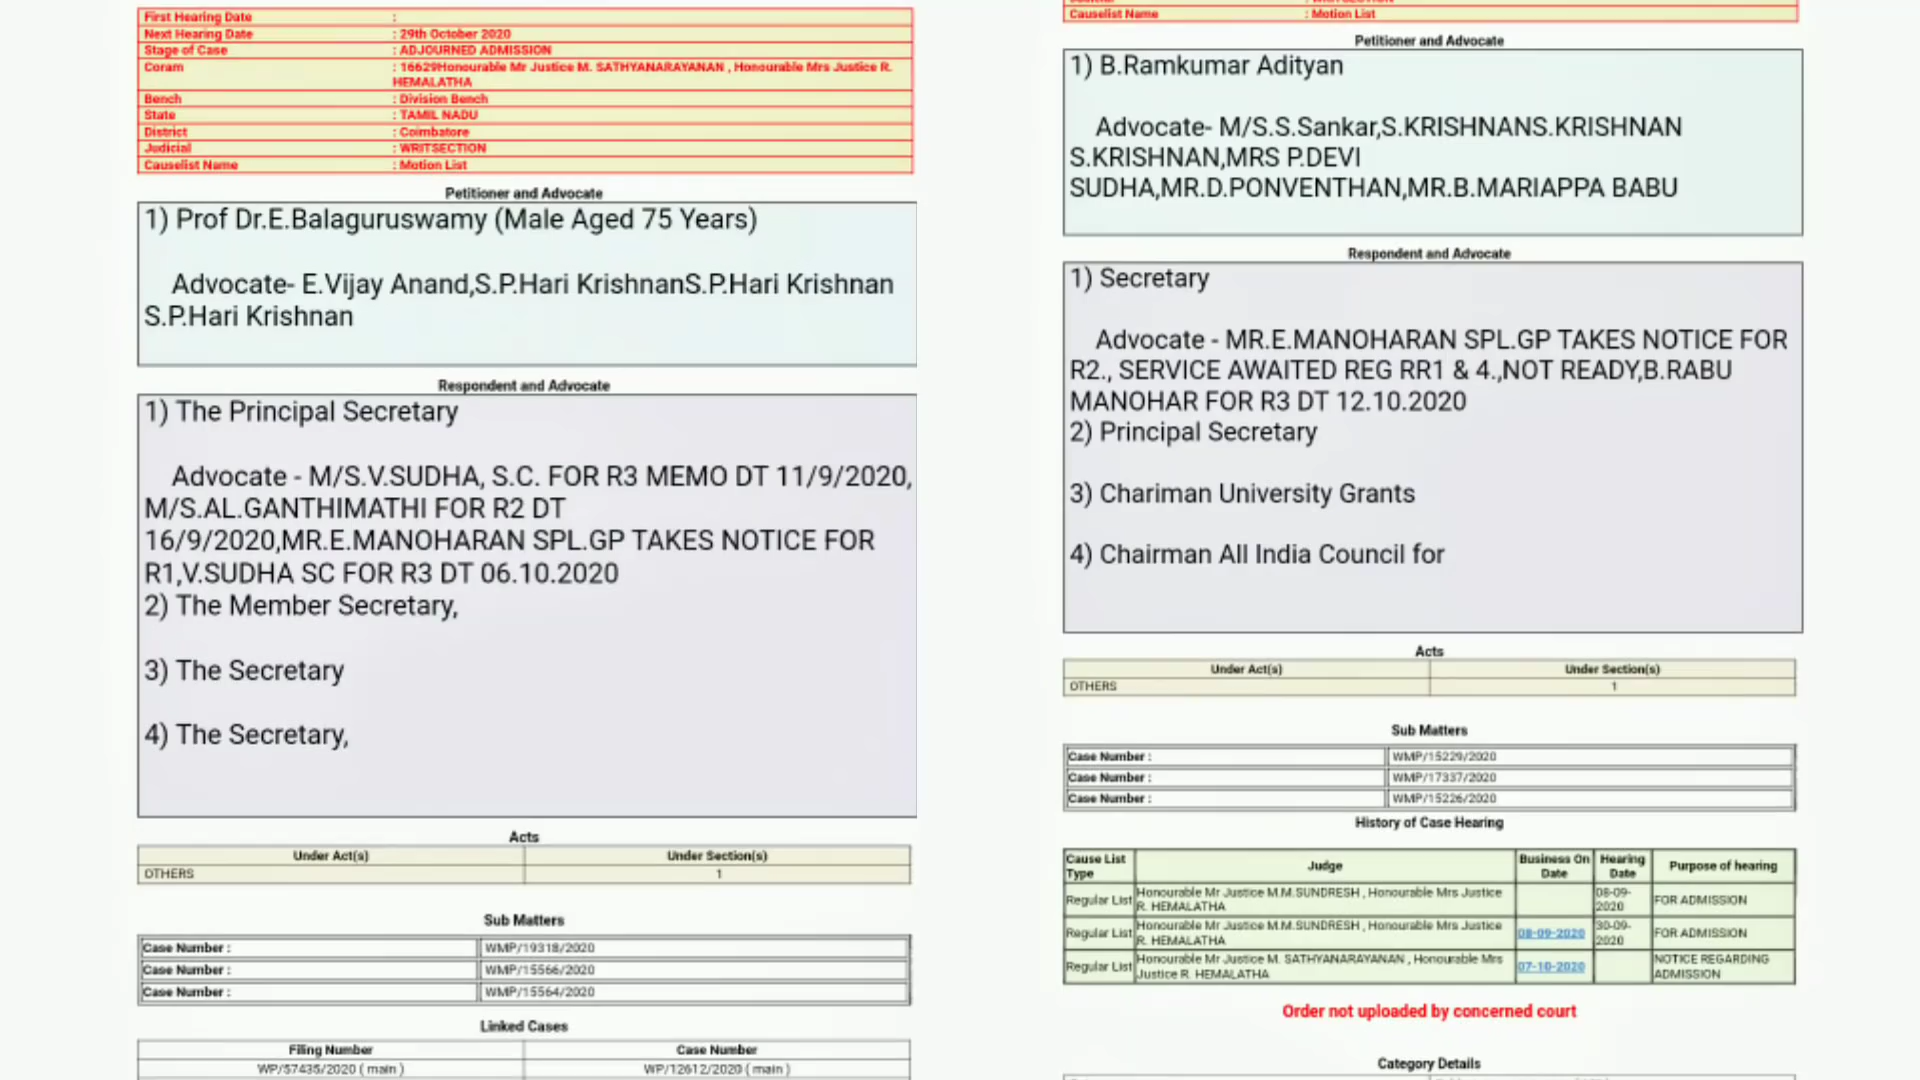 First Hearing Date :
Next Hearing Date : 29th October 2020
Stage of Case : ADJOURNED ADMISSION
Coram : 16629Honourable Mr Justice M. SATHYANARAYANAN , Honourable Mrs Justice R.
HEMALATHA
Bench : Division Bench
State : TAMIL NADU
District : Coimbatore
Judicial : WRITSECTION
Causelist Name : Motion List
Petitioner and Advocate
1) Prof Dr.E.Balaguruswamy (Male Aged 75 Years)
Advocate- E.Vijay Anand,S.P.Hari KrishnanS.P.Hari Krishnan
S.P.Hari Krishnan
Respondent and Advocate
1) The Principal Secretary
Advocate - M/S.V.SUDHA, S.C. FOR R3 MEMO DT 11/9/2020,
M/S.AL.GANTHIMATHI FOR R2 DT
16/9/2020,MR.E.MANOHARAN SPL.GP TAKES NOTICE FOR
R1,V.SUDHA SC FOR R3 DT 06.10.2020
2) The Member Secretary,
3) The Secretary
4) The Secretary,
Acts
Under Act(s) Under Section(s)
OTHERS 1
Sub Matters
Case Number : WMP/19318/2020
Case Number : WMP/15566/2020
Case Number : WMP/15564/2020
Linked Cases
Filing Number Case Number
WP/57435/2020 ( main ) WP/12612/2020 ( main )
Causelist Name : Motion List
Petitioner and Advocate
1) B.Ramkumar Adityan
Advocate- M/S.S.Sankar,S.KRISHNANS.KRISHNAN
S.KRISHNAN,MRS P.DEVI
SUDHA,MR.D.PONVENTHAN,MR.B.MARIAPPA BABU
Respondent and Advocate
1) Secretary
Advocate - MR.E.MANOHARAN SPL.GP TAKES NOTICE FOR
R2., SERVICE AWAITED REG RR1 & 4.,NOT READY,B.RABU
MANOHAR FOR R3 DT 12.10.2020
2) Principal Secretary
3) Chariman University Grants
4) Chairman All India Council for
Acts
Under Act(s) Under Section(s)
OTHERS 1
Sub Matters
Case Number : WMP/15229/2020
Case Number : WMP/17337/2020
Case Number : WMP/15226/2020
History of Case Hearing
Cause List Type Judge Business On Date Hearing Date Purpose of hearing
Regular List Honourable Mr Justice M.M.SUNDRESH , Honourable Mrs Justice R. HEMALATHA 08-09-2020 FOR ADMISSION
Regular List Honourable Mr Justice M.M.SUNDRESH , Honourable Mrs Justice R. HEMALATHA 08-09-2020 30-09-2020 FOR ADMISSION
Regular List Honourable Mr Justice M. SATHYANARAYANAN , Honourable Mrs Justice R. HEMALATHA 07-10-2020 NOTICE REGARDING ADMISSION
Order not uploaded by concerned court
Category Details